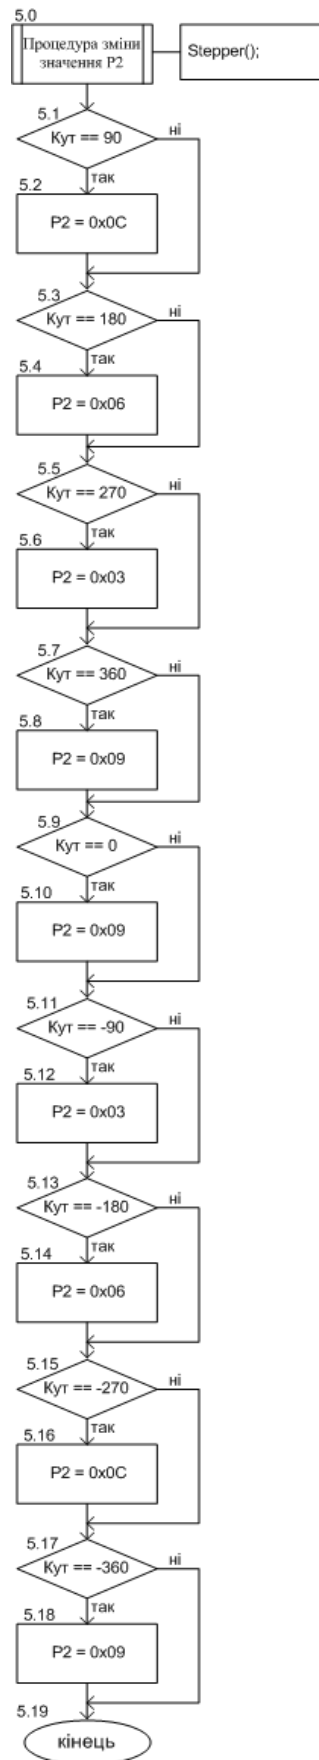 5.0
Процедура зміни
значення P2
Stepper();
5.1
Кут == 90
ні
так
5.2
P2 = 0x0C
5.3
Кут == 180
ні
так
5.4
P2 = 0x06
5.5
Кут == 270
ні
так
5.6
P2 = 0x03
5.7
Кут == 360
ні
так
5.8
P2 = 0x09
5.9
Кут == 0
ні
так
5.10
P2 = 0x09
5.11
Кут == -90
ні
так
5.12
P2 = 0x03
5.13
Кут == -180
ні
так
5.14
P2 = 0x06
5.15
Кут == -270
ні
так
5.16
P2 = 0x0C
5.17
Кут == -360
ні
так
5.18
P2 = 0x09
5.19
кінець